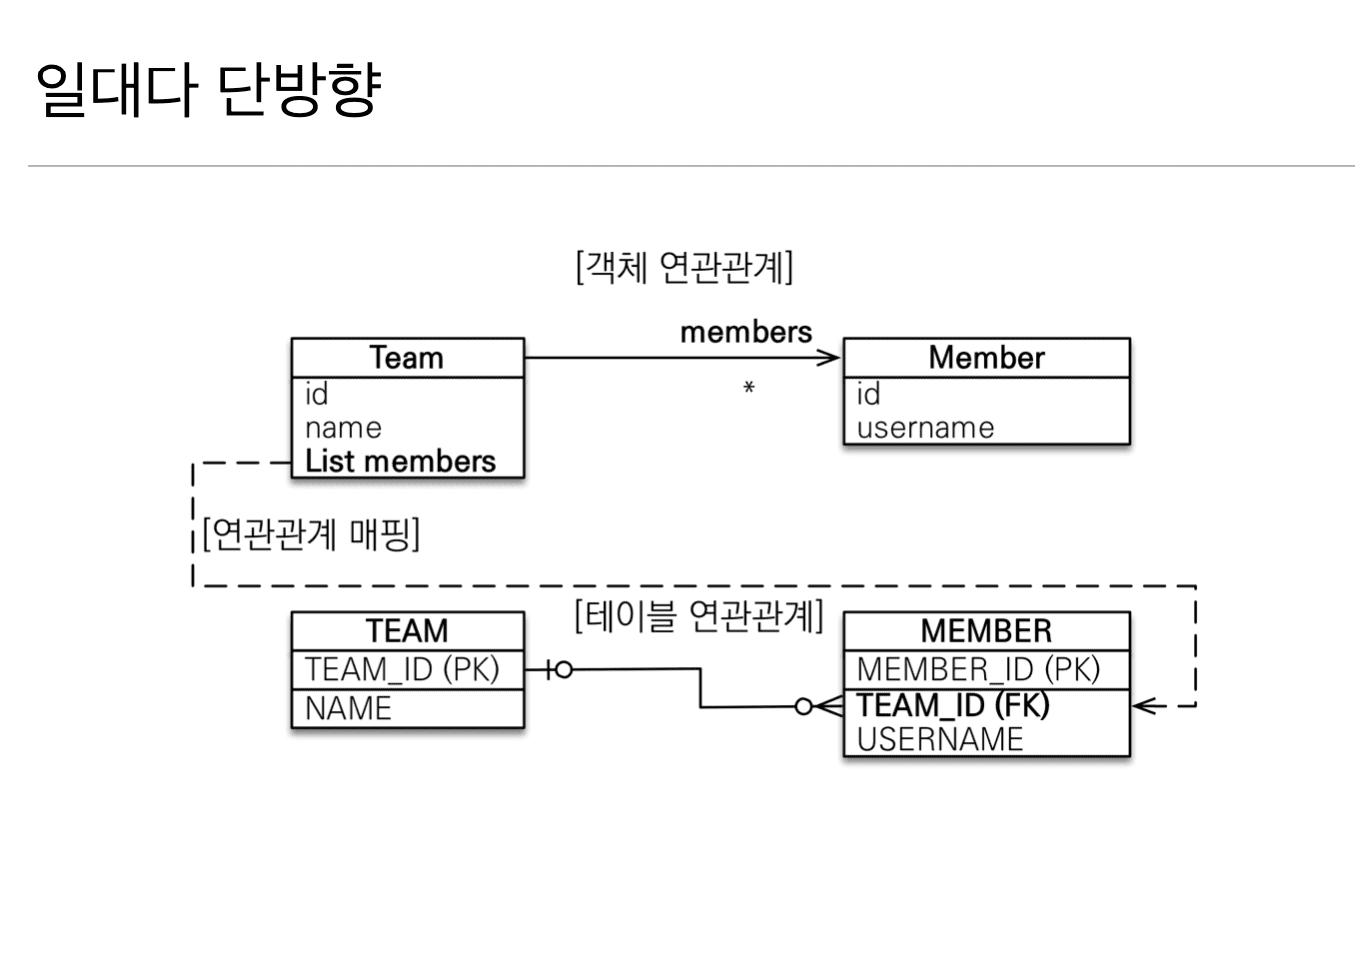 일대다 단방향
[객체 연관관계]
members
*
Team
id
name
List members
Member
id
username
[연관관계 매핑]
[테이블 연관관계]
TEAM
TEAM_ID (PK)
NAME
MEMBER
MEMBER_ID (PK)
TEAM_ID (FK)
USERNAME